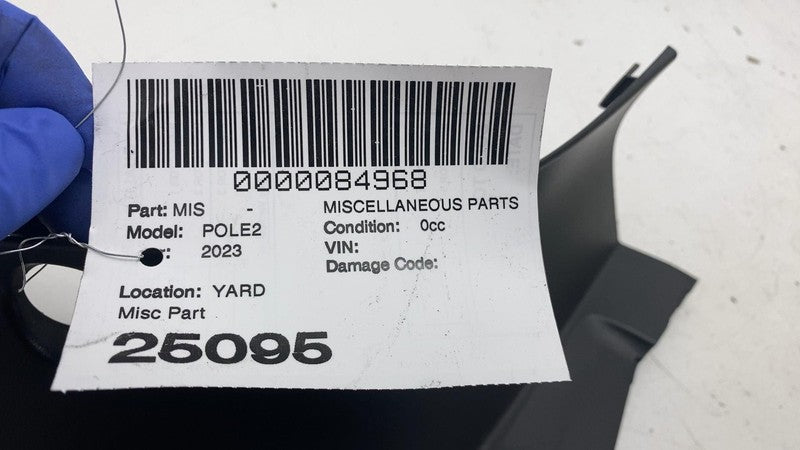 0000084968
Part: MIS - MISCELLANEOUS PARTS
Model: POLE2 Condition: 0cc
: 2023 VIN:
Damage Code:
Location: YARD
Misc Part
25095